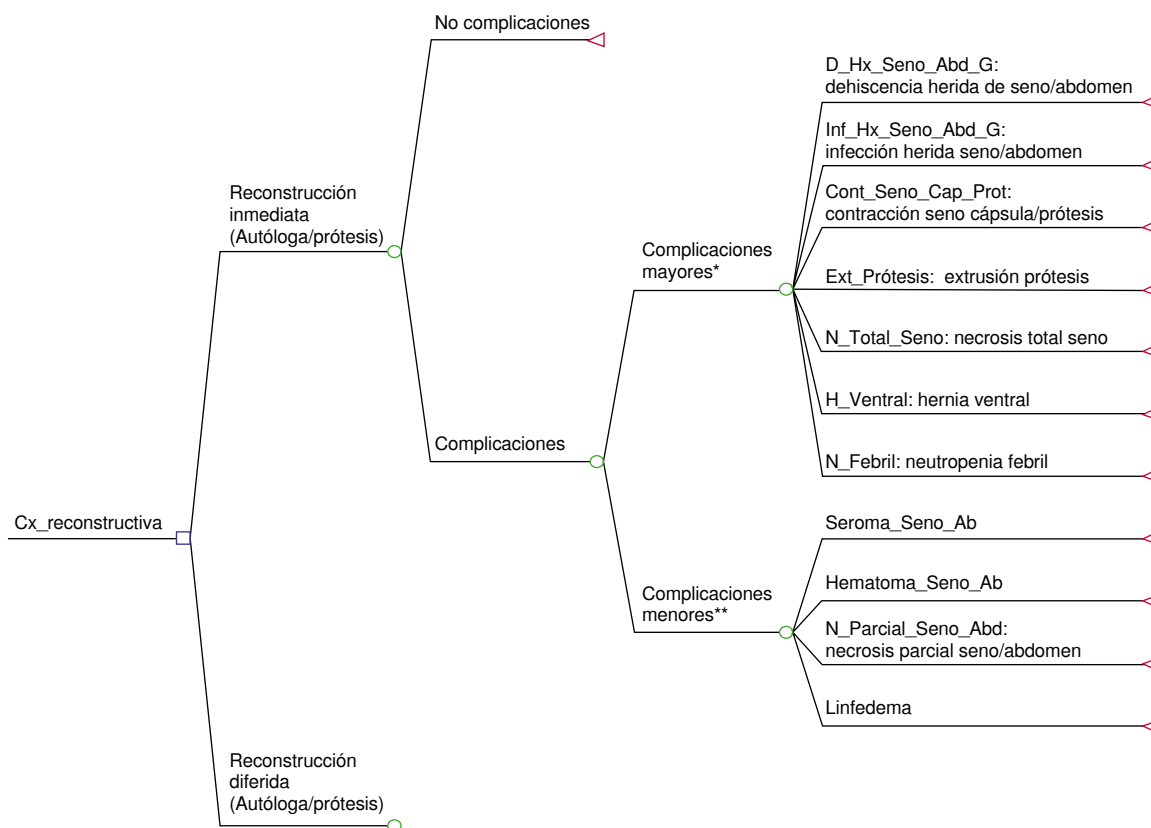 No complicaciones
D_Hx_Seno_Abd_G:
dehiscencia herida de seno/abdomen
Inf_Hx_Seno_Abd_G:
infección herida seno/abdomen
Reconstrucción
inmediata
(Autóloga/prótesis)
Cont_Seno_Cap_Prot:
contracción seno cápsula/prótesis
Complicaciones
mayores*
Ext_Prótesis: extrusión prótesis
N_Total_Seno: necrosis total seno
H_Ventral: hernia ventral
Complicaciones
N_Febril: neutropenia febril
Cx_reconstructiva
Seroma_Seno_Ab
Complicaciones
menores**
Hematoma_Seno_Ab
N_Parcial_Seno_Abd:
necrosis parcial seno/abdomen
Linfedema
Reconstrucción
diferida
(Autóloga/prótesis)